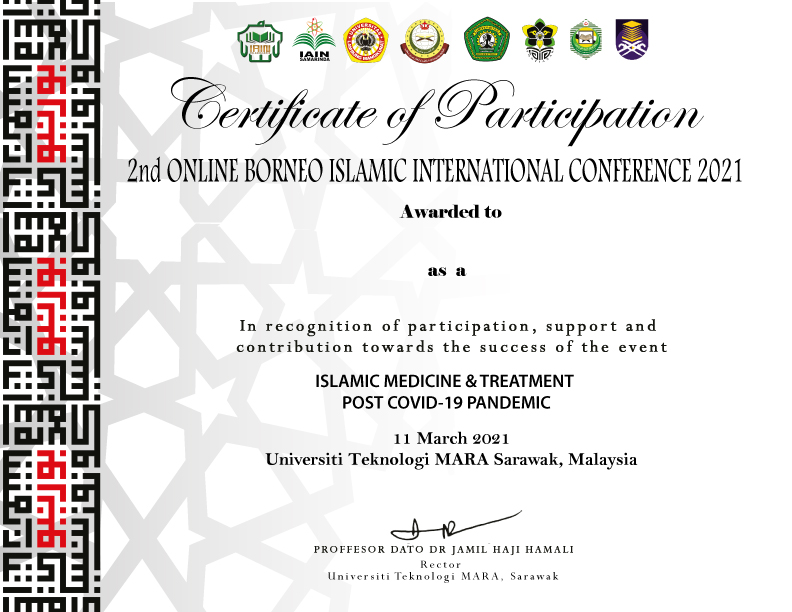 IAIN
SAMARINDA
Certificate of Participation
2nd ONLINE BORNEO ISLAMIC INTERNATIONAL CONFERENCE 2021
Awarded to
as a
In recognition of participation, support and
contribution towards the success of the event
ISLAMIC MEDICINE & TREATMENT
POST COVID-19 PANDEMIC
11 March 2021
Universiti Teknologi MARA Sarawak, Malaysia
PROFFESOR DATO DR JAMIL HAJI HAMALI
Rector
Universiti Teknologi MARA, Sarawak